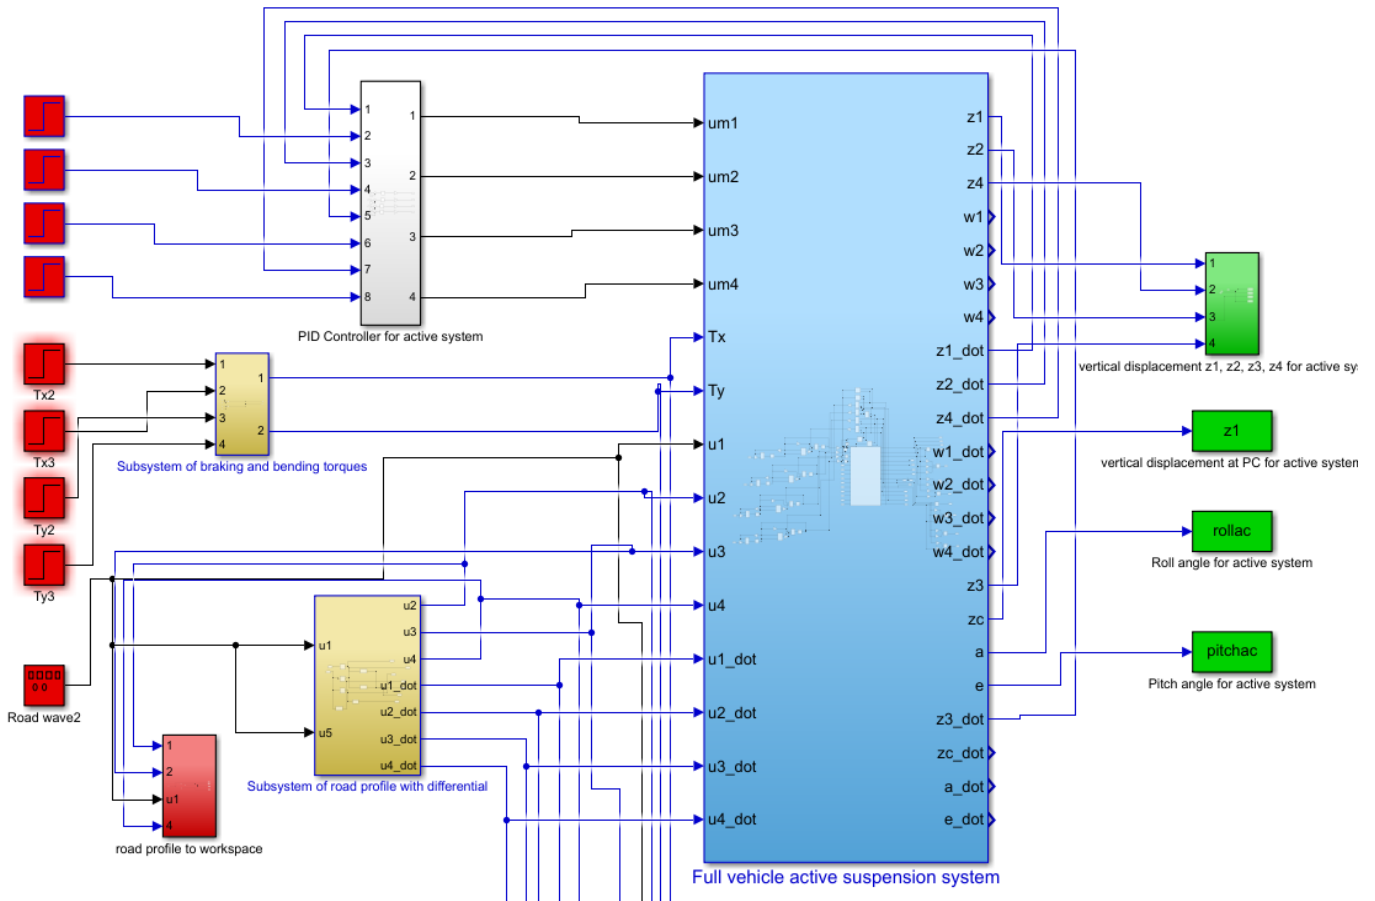 1
2
3
4
5
6
7
8
1
2
3
4
PID Controller for active system
Tx2
Tx3
Ty2
Ty3
1
2
3
4
1
2
Subsystem of braking and bending torques
Road wave2
u1
u5
u2
u3
u4
u1_dot
u2_dot
u3_dot
u4_dot
Subsystem of road profile with differential
1
2
u1
4
road profile to workspace
um1
um2
um3
um4
Tx
Ty
u1
u2
u3
u4
u1_dot
u2_dot
u3_dot
u4_dot
z1
z2
z4
w1
w2
w3
w4
z1_dot
z2_dot
z4_dot
w1_dot
w2_dot
w3_dot
w4_dot
z3
zc
a
e
z3_dot
zc_dot
a_dot
e_dot
Full vehicle active suspension system
1
2
3
4
vertical displacement z1, z2, z3, z4 for active sy
z1
vertical displacement at PC for active system
rollac
Roll angle for active system
pitchac
Pitch angle for active system